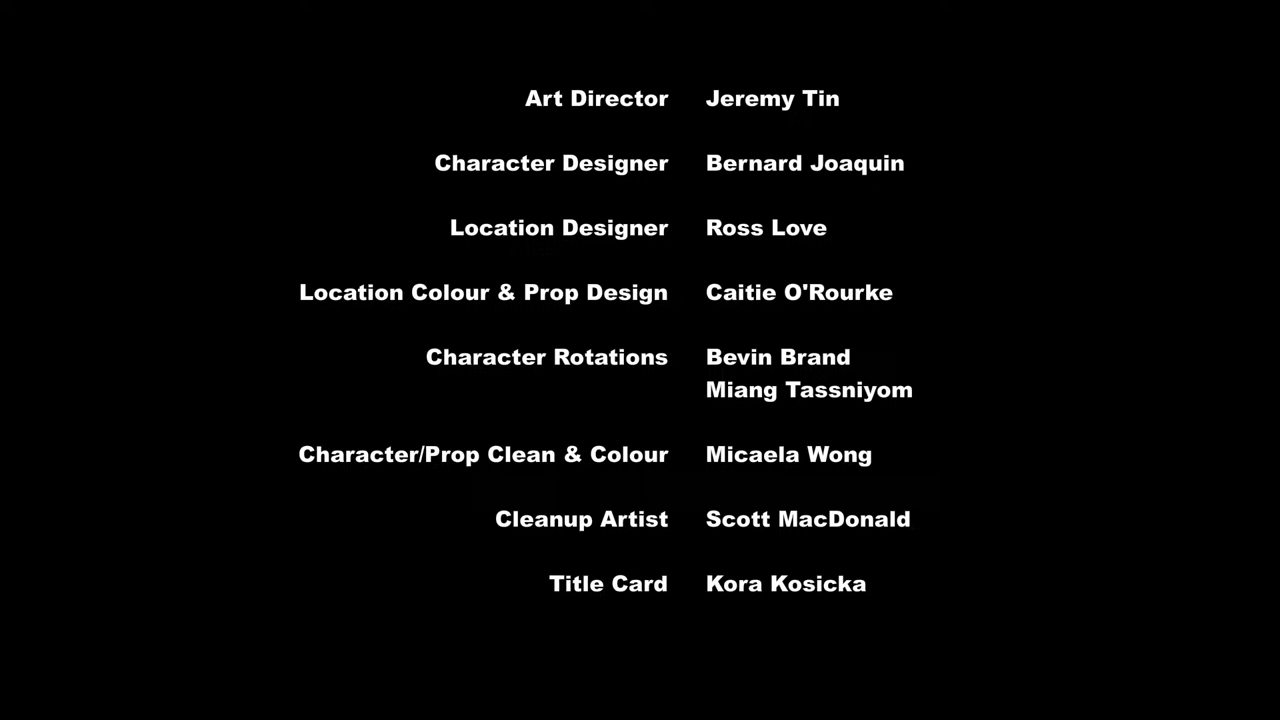 Art Director Jeremy Tin
Character Designer Bernard Joaquin
Location Designer Ross Love
Location Colour & Prop Design Caitie O'Rourke
Character Rotations Bevin Brand
Miang Tassniyom
Character/Prop Clean & Colour Micaela Wong
Cleanup Artist Scott MacDonald
Title Card Kora Kosicka